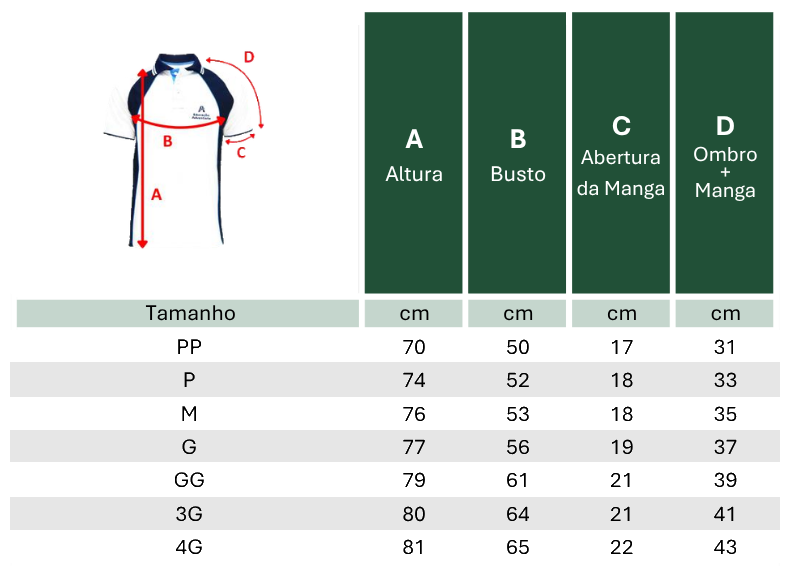 D
B
C
A
A
Altura
B
Busto
C
Abertura
da Manga
D
Ombro
+
Manga
Tamanho cm cm cm cm
PP 70 50 17 31
P 74 52 18 33
M 76 53 18 35
G 77 56 19 37
GG 79 61 21 39
3G 80 64 21 41
4G 81 65 22 43